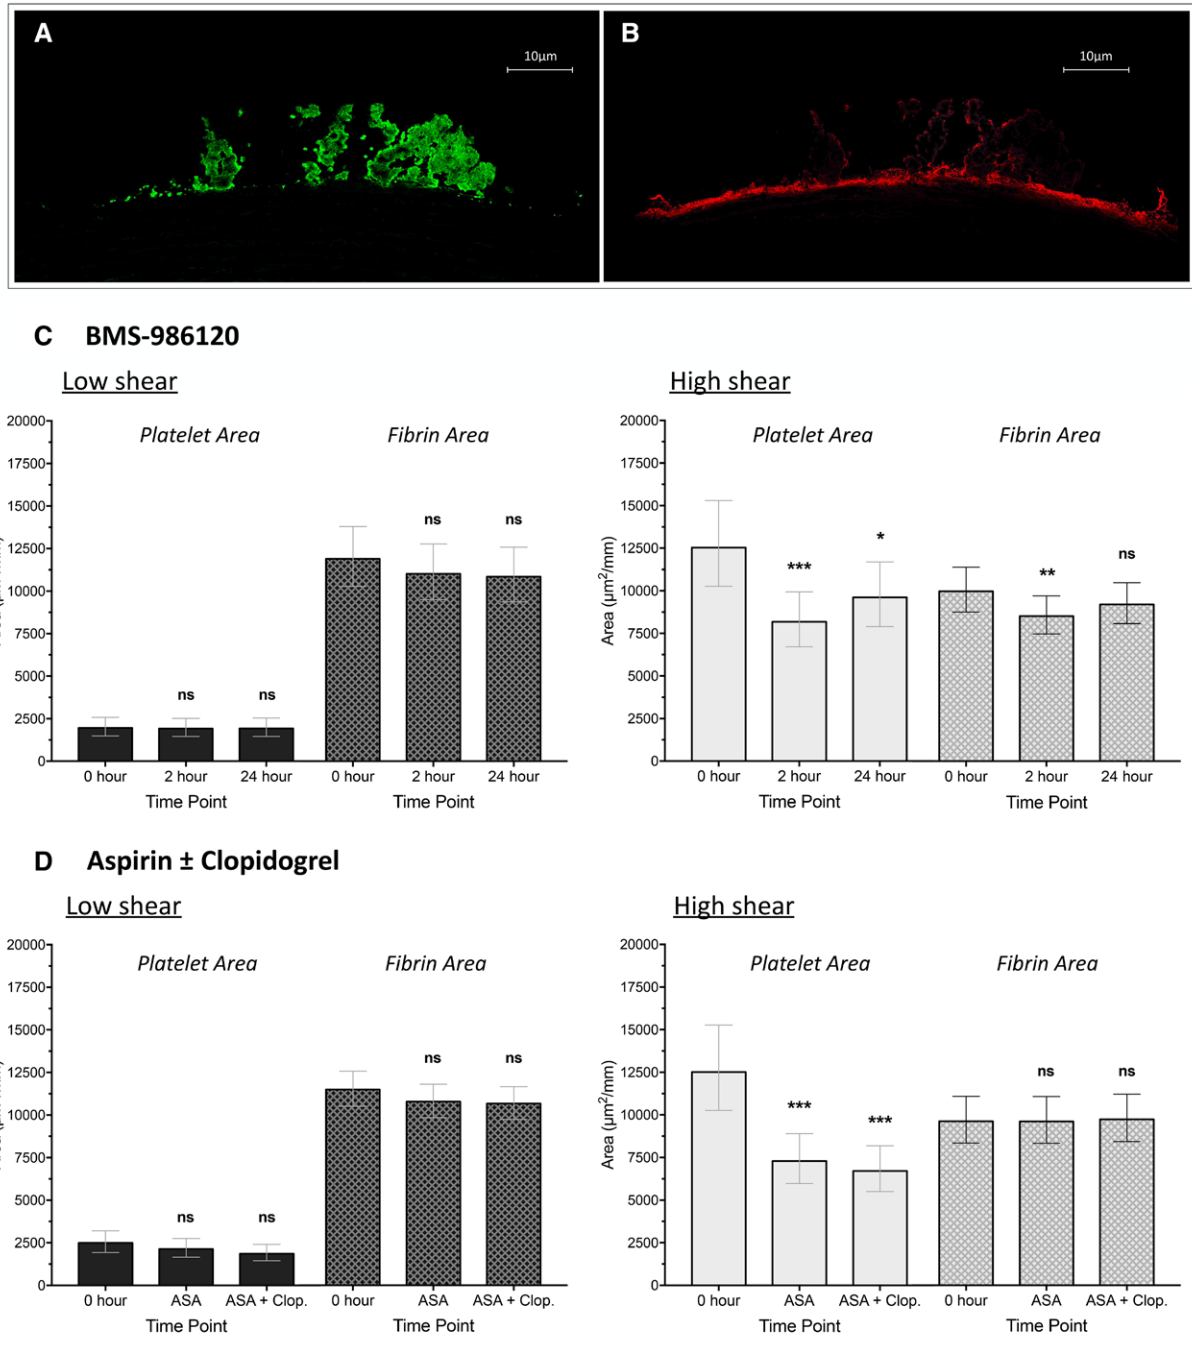 A
10µm
B
10µm
C BMS-986120
Low shear
High shear
Platelet Area
Fibrin Area
20000
17500
15000
12500
10000
7500
5000
2500
0
ns
ns
ns
ns
0 hour
2 hour
24 hour
0 hour
2 hour
24 hour
Time Point
Time Point
Platelet Area
Fibrin Area
Area (µm²/mm)
20000
17500
15000
12500
10000
7500
5000
2500
0
***
*
**
ns
0 hour
2 hour
24 hour
0 hour
2 hour
24 hour
Time Point
Time Point
D Aspirin ± Clopidogrel
Low shear
High shear
Platelet Area
Fibrin Area
20000
17500
15000
12500
10000
7500
5000
2500
0
ns
ns
ns
ns
0 hour
ASA
ASA + Clop.
0 hour
ASA
ASA + Clop.
Time Point
Time Point
Platelet Area
Fibrin Area
Area (µm²/mm)
20000
17500
15000
12500
10000
7500
5000
2500
0
***
***
ns
ns
0 hour
ASA
ASA + Clop.
0 hour
ASA
ASA + Clop.
Time Point
Time Point